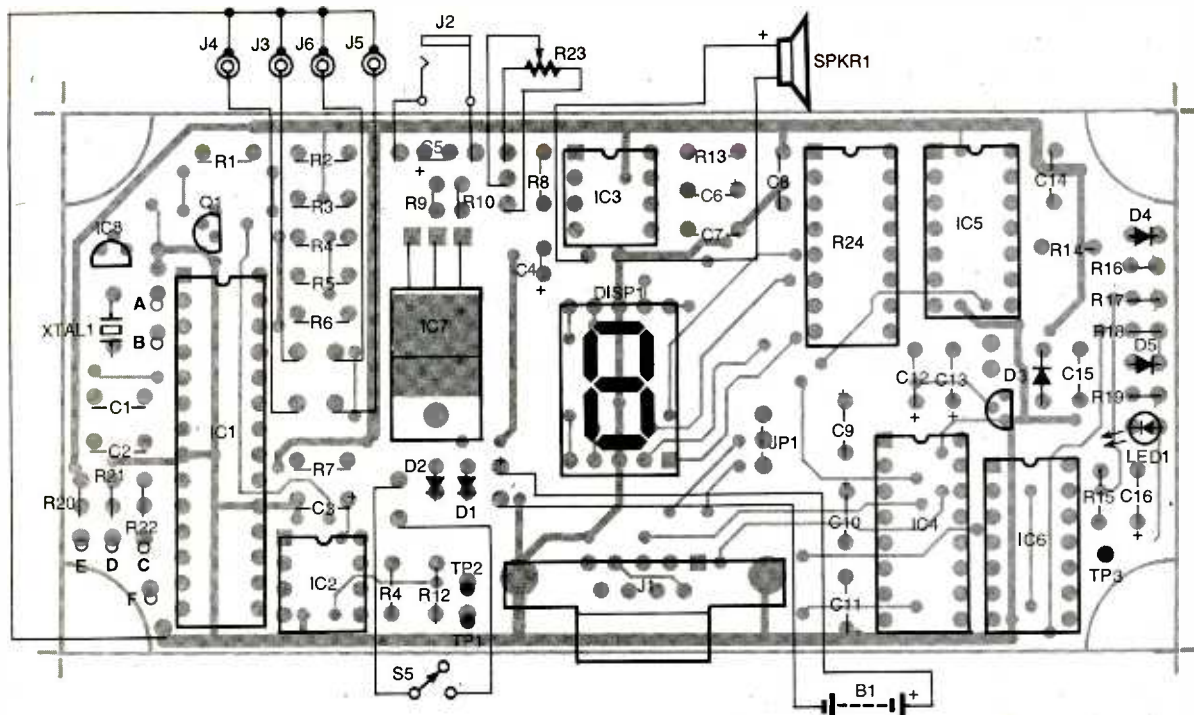 J4 J3 J6 J5 J2
R23
+
SPKR1
R1 R2 C5 R8 IC3 R13 C8 C14
+
R9 R10 C6
Q1 R3
IC8 R4 C7 R24 IC5 D4
R14
R5 C4 R16
+
A DISP1 R17
XTAL1 B R6 IC7 R18
D5
C12 C13 D3 C15
C1 R19
+ +
IC1 JP1 C9
C2 LED1
R21 R7 D2
R20 R22 C3 + D1 R15 C16
C10 IC4
E D C IC6 +
IC2 TP2 TP3
F R4 R12 J1 C11
TP1
S5
B1 +